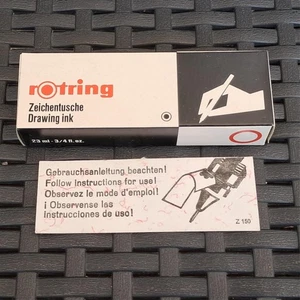 rotring
Zeichentusche
Drawing ink
23 ml - 3/4 fl. oz.
Gebrauchsanleitung beachten!
Follow instructions for use!
Observez le mode d'emploi!
¡ Observense las
Instrucciones de uso!
Z 180